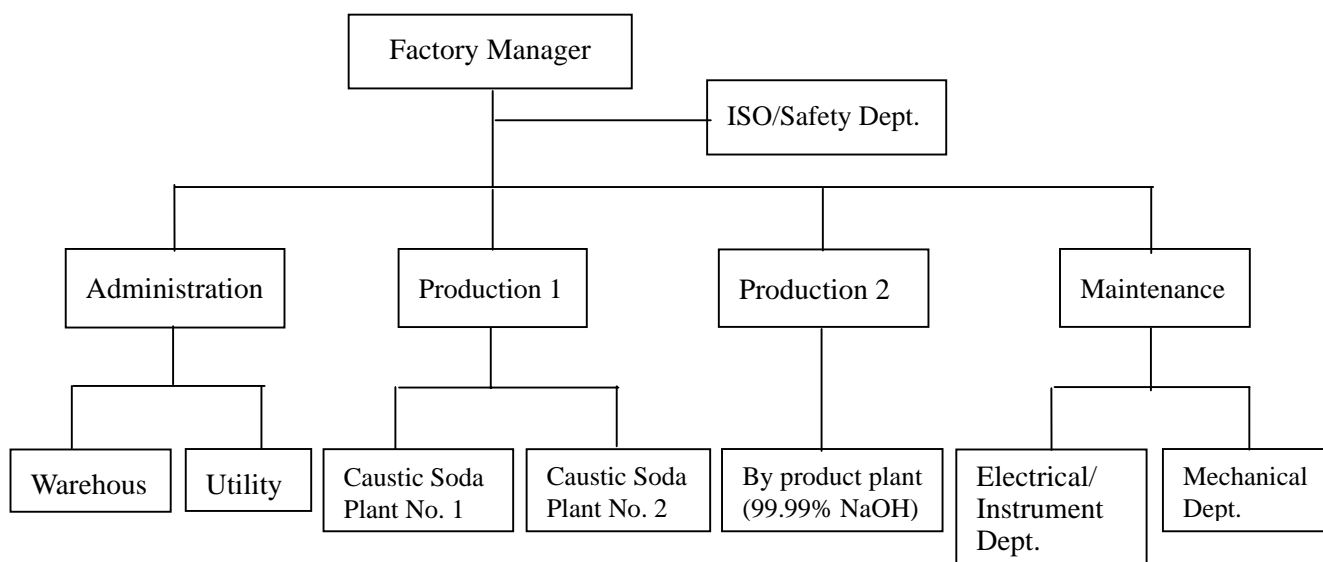 Factory Manager
ISO/Safety Dept.
Administration
Production 1
Production 2
Maintenance
Warehous
Utility
Caustic Soda
Plant No. 1
Caustic Soda
Plant No. 2
By product plant
(99.99% NaOH)
Electrical/
Instrument
Dept.
Mechanical
Dept.